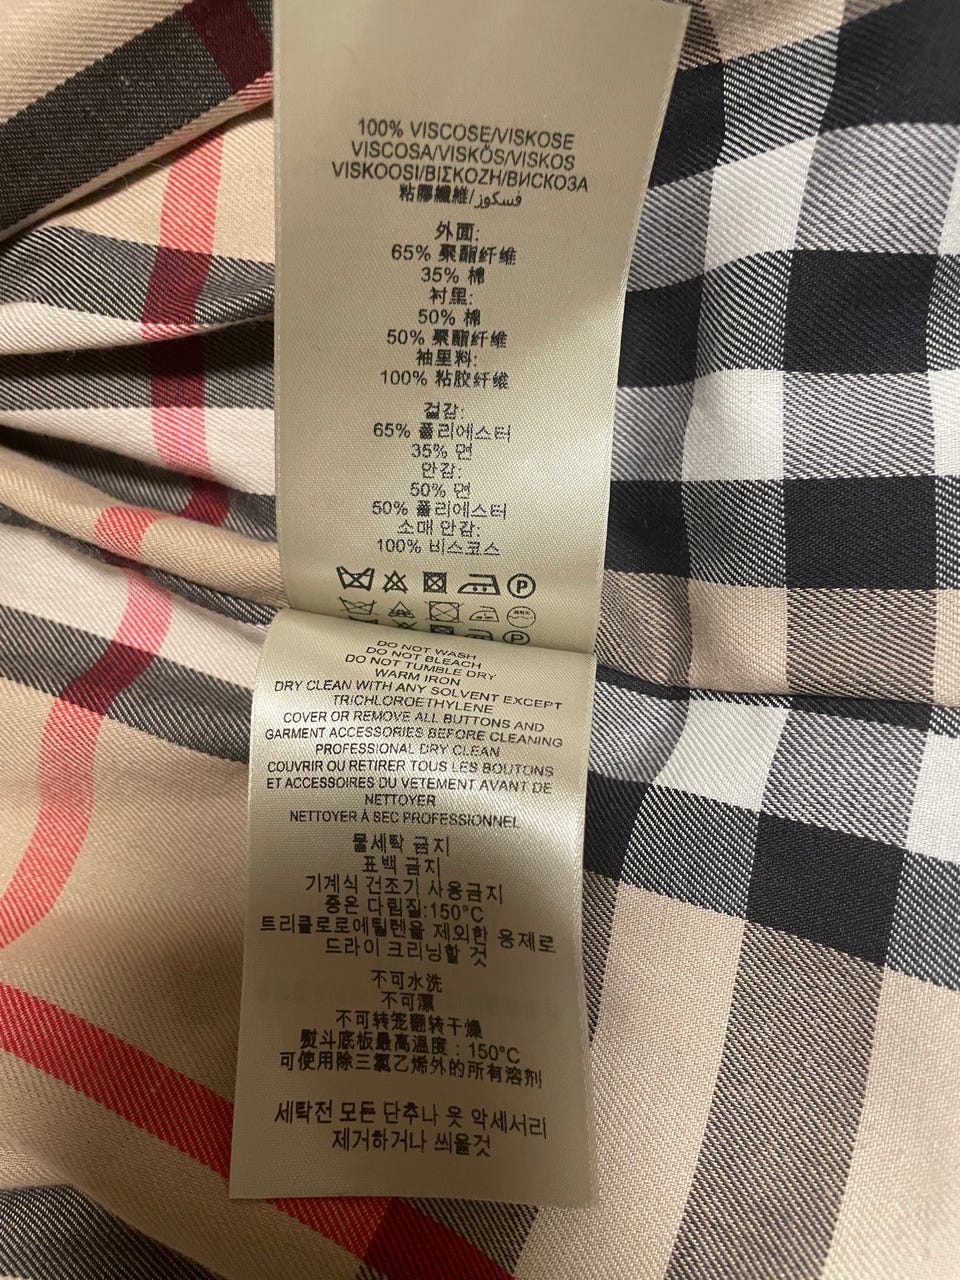 100% VISCOSE/VISKOSE
VISCOSA/VISKŐS/VISKOS
VISKOOSI/ΒΙΣΚΟΖΗ/ВИСКОЗА
粘膠纖維/فسكوز
外面:
65% 聚酯纤维
35% 棉
衬里:
50% 棉
50% 聚酯纤维
袖里料:
100% 粘胶纤维
겉감:
65% 폴리에스터
35% 면
안감:
50% 면
50% 폴리에스터
소매 안감:
100% 비스코스
P
P
DO NOT WASH
DO NOT BLEACH
DO NOT TUMBLE DRY
WARM IRON
DRY CLEAN WITH ANY SOLVENT EXCEPT
TRICHLOROETHYLENE
COVER OR REMOVE ALL BUTTONS AND
GARMENT ACCESSORIES BEFORE CLEANING
PROFESSIONAL DRY CLEAN
COUVRIR OU RETIRER TOUS LES BOUTONS
ET ACCESSOIRES DU VETEMENT AVANT DE
NETTOYER
NETTOYER À SEC PROFESSIONNEL
물세탁 금지
표백 금지
기계식 건조기 사용금지
중온 다림질:150°C
트리클로로에틸렌을 제외한 용제로
드라이 크리닝할 것
不可水洗
不可漂
不可转笼翻转干燥
熨斗底板最高温度：150°C
可使用除三氯乙烯外的所有溶剂
세탁전 모든 단추나 옷 악세서리
제거하거나 씌울것